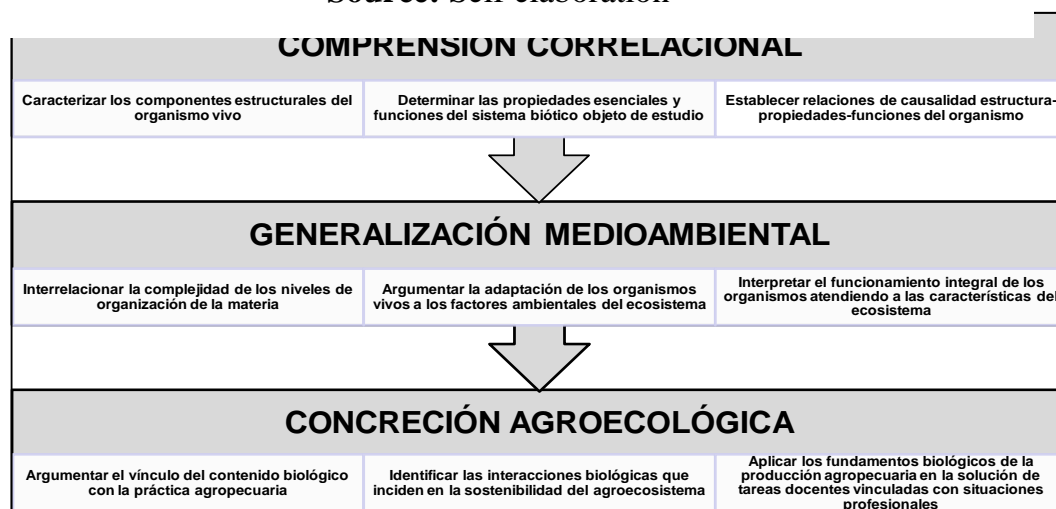 Source: Self-elaboration
COMPRENSIÓN CORRELACIONAL
Caracterizar los componentes estructurales del
organismo vivo
Determinar las propiedades esenciales y
funciones del sistema biótico objeto de estudio
Establecer relaciones de causalidad estructura-
propiedades-funciones del organismo
GENERALIZACIÓN MEDIOAMBIENTAL
Interrelacionar la complejidad de los niveles de
organización de la materia
Argumentar la adaptación de los organismos
vivos a los factores ambientales del ecosistema
Interpretar el funcionamiento integral de los
organismos atendiendo a las características del
ecosistema
CONCRECIÓN AGROECOLÓGICA
Argumentar el vínculo del contenido biológico
con la práctica agropecuaria
Identificar las interacciones biológicas que
inciden en la sostenibilidad del agroecosistema
Aplicar los fundamentos biológicos de la
producción agropecuaria en la solución de
tareas docentes vinculadas con situaciones
profesionales